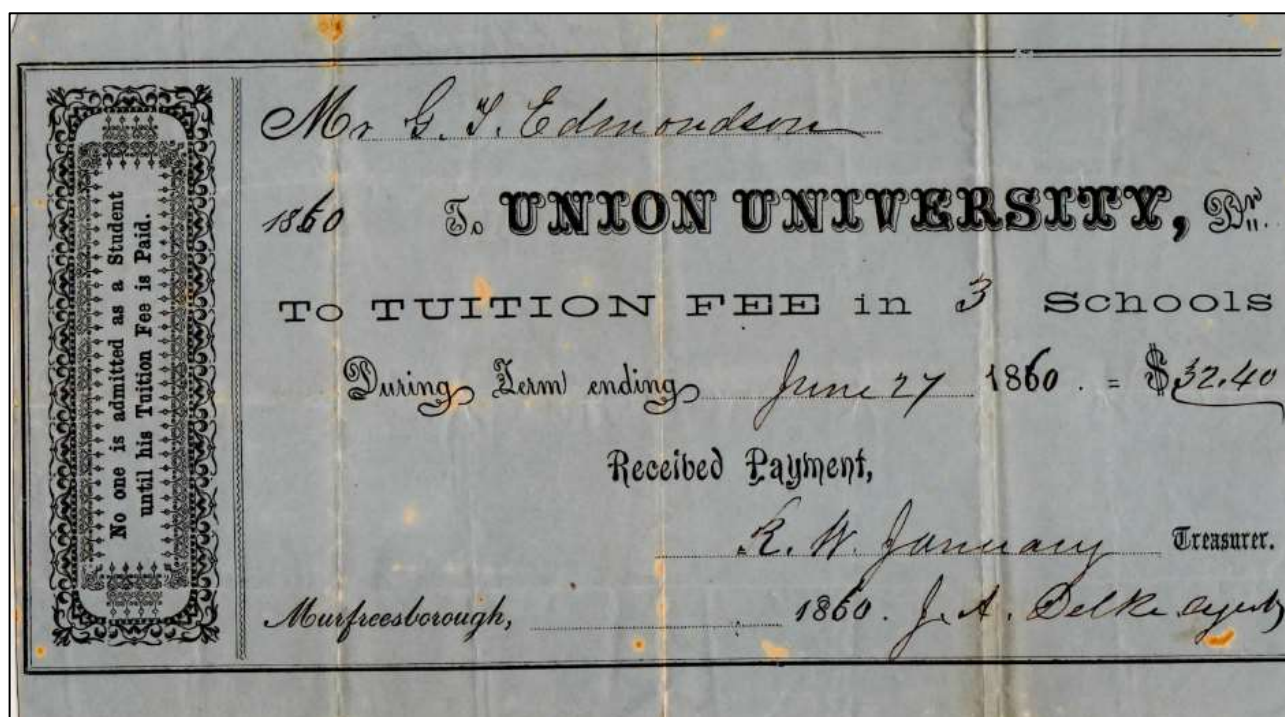 No one is admitted as a Student
until his Tuition Fee is Paid.
Mr G. T. Edmondson
1860 To UNION UNIVERSITY, Dr.
To TUITION FEE in 3 Schools
During Term ending June 27 1860. = $32.40
Received Payment,
R. W. January Treasurer.
Murfreesborough, 1860. J. A. Delke agent